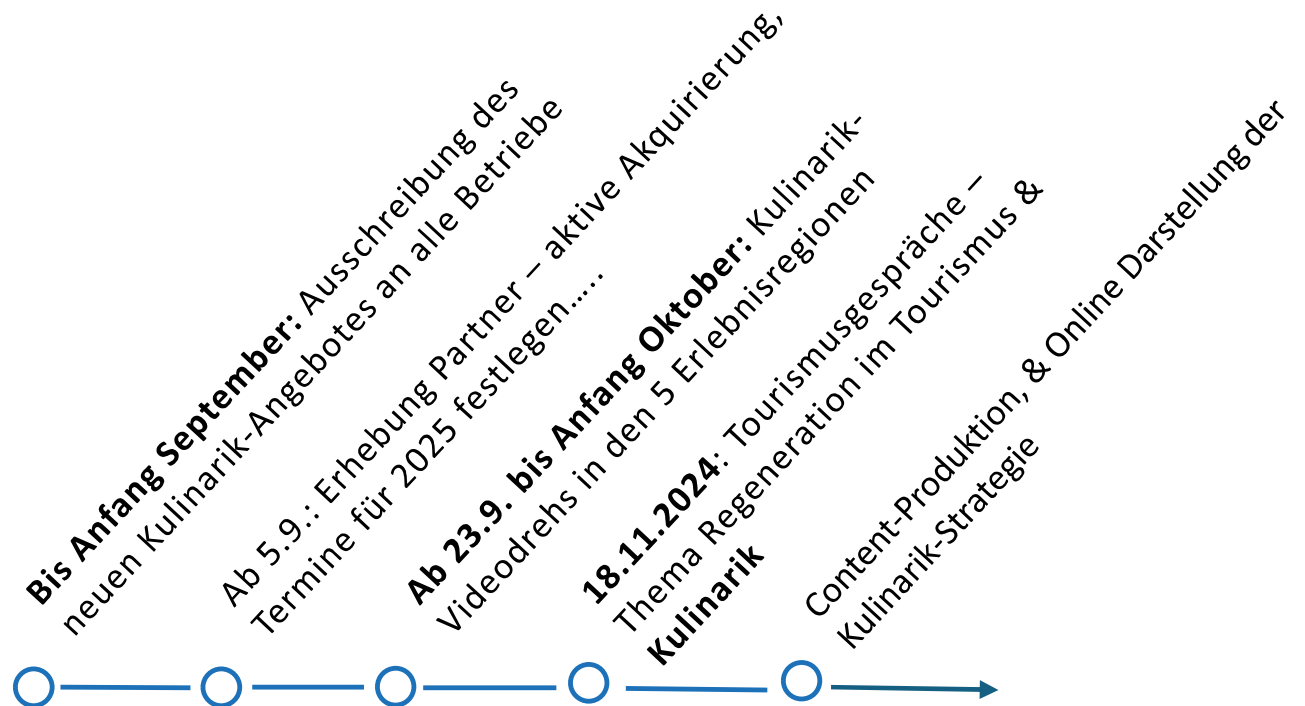 Bis Anfang September: Ausschreibung des
neuen Kulinarik-Angebotes an alle Betriebe
Ab 5.9.: Erhebung Partner – aktive Akquirierung,
Termine für 2025 festlegen…..
Ab 23.9. bis Anfang Oktober: Kulinarik-
Videodrehs in den 5 Erlebnisregionen
18.11.2024: Tourismusgespräche –
Thema Regeneration im Tourismus &
Kulinarik
Content-Produktion, & Online Darstellung der
Kulinarik-Strategie